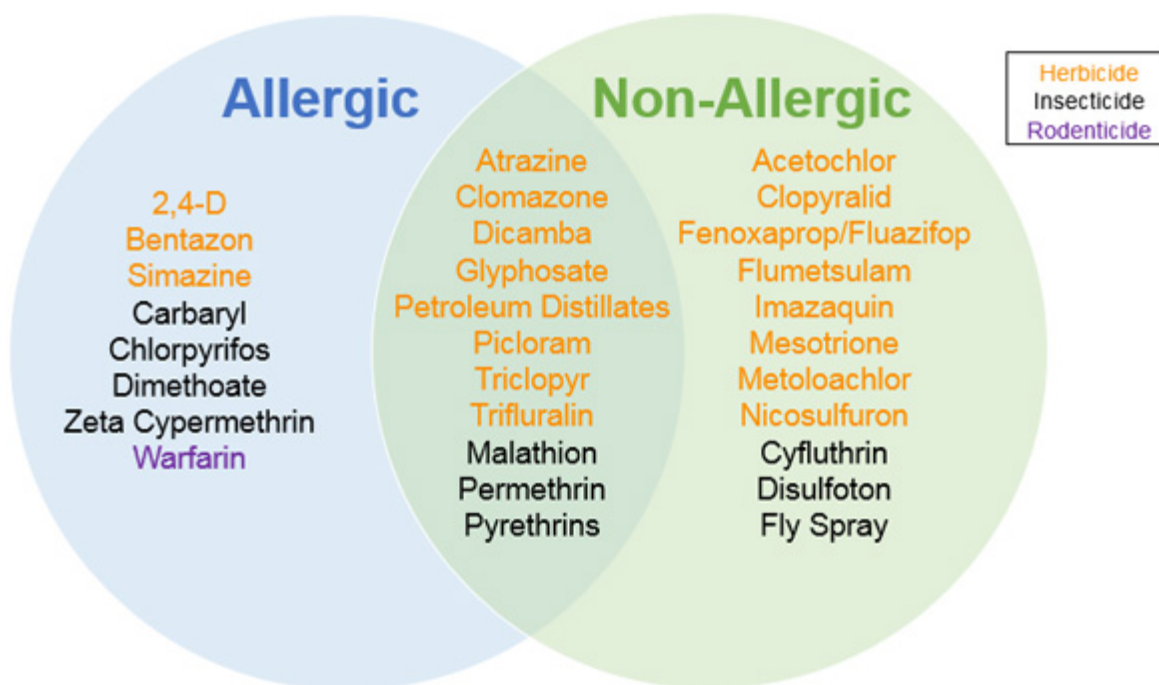 Allergic
Non-Allergic
Herbicide
Insecticide
Rodenticide
2,4-D
Bentazon
Simazine
Carbaryl
Chlorpyrifos
Dimethoate
Zeta Cypermethrin
Warfarin
Atrazine
Clomazone
Dicamba
Glyphosate
Petroleum Distillates
Picloram
Triclopyr
Trifluralin
Malathion
Permethrin
Pyrethrins
Acetochlor
Clopyralid
Fenoxaprop/Fluazifop
Flumetsulam
Imazaquin
Mesotrione
Metoloachlor
Nicosulfuron
Cyfluthrin
Disulfoton
Fly Spray